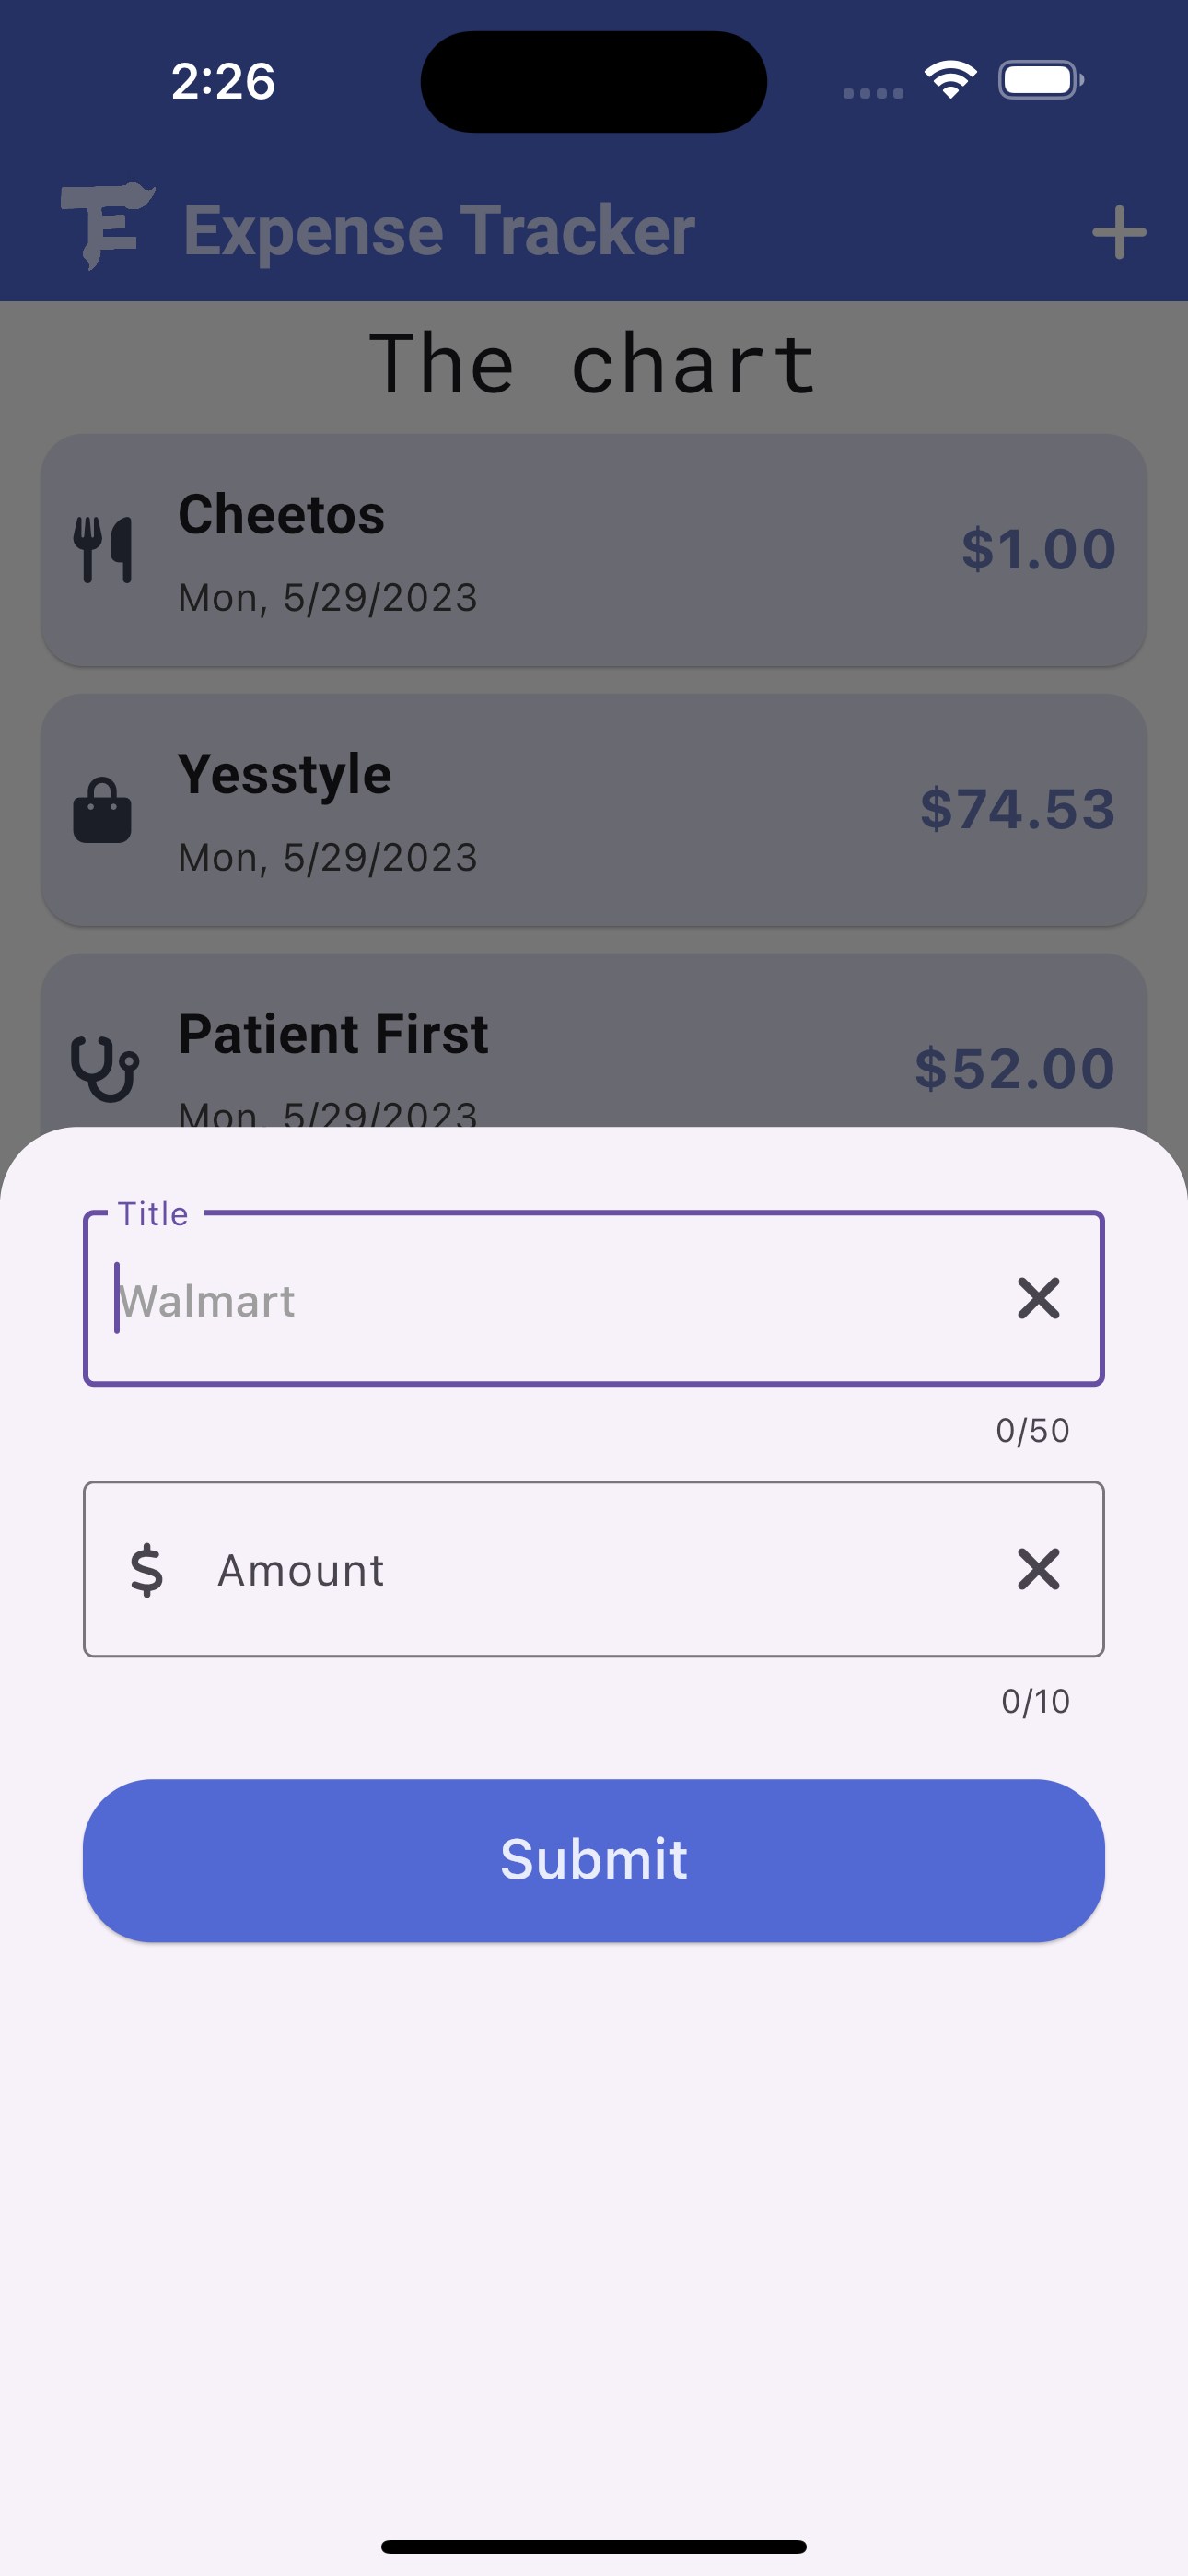 2:26
TE Expense Tracker
The chart
Cheetos
$1.00
Mon, 5/29/2023
Yesstyle
$74.53
Mon, 5/29/2023
Patient First
$52.00
Mon, 5/29/2023
Title
Walmart
0/50
$ Amount
0/10
Submit